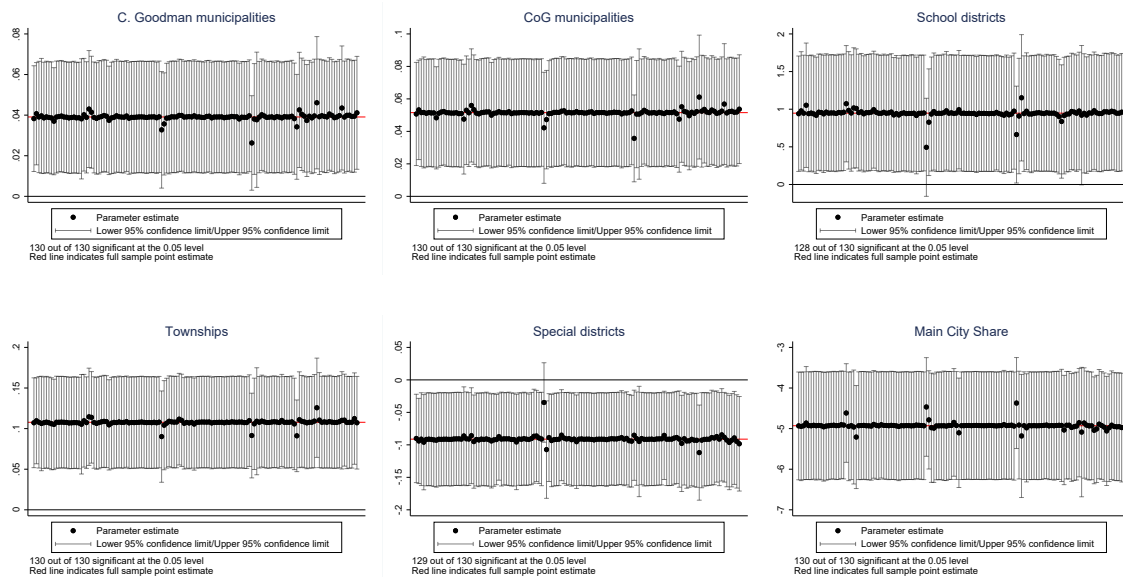 C. Goodman municipalities
.08
.06
.04
.02
0
Parameter estimate
Lower 95% confidence limit/Upper 95% confidence limit
130 out of 130 significant at the 0.05 level
Red line indicates full sample point estimate
CoG municipalities
.1
.08
.06
.04
.02
0
Parameter estimate
Lower 95% confidence limit/Upper 95% confidence limit
130 out of 130 significant at the 0.05 level
Red line indicates full sample point estimate
School districts
2
1.5
1
.5
0
Parameter estimate
Lower 95% confidence limit/Upper 95% confidence limit
128 out of 130 significant at the 0.05 level
Red line indicates full sample point estimate
Townships
.2
.15
.1
.05
0
Parameter estimate
Lower 95% confidence limit/Upper 95% confidence limit
130 out of 130 significant at the 0.05 level
Red line indicates full sample point estimate
Special districts
.05
0
-.05
-.1
-.15
-.2
Parameter estimate
Lower 95% confidence limit/Upper 95% confidence limit
129 out of 130 significant at the 0.05 level
Red line indicates full sample point estimate
Main City Share
-3
-4
-5
-6
-7
Parameter estimate
Lower 95% confidence limit/Upper 95% confidence limit
130 out of 130 significant at the 0.05 level
Red line indicates full sample point estimate